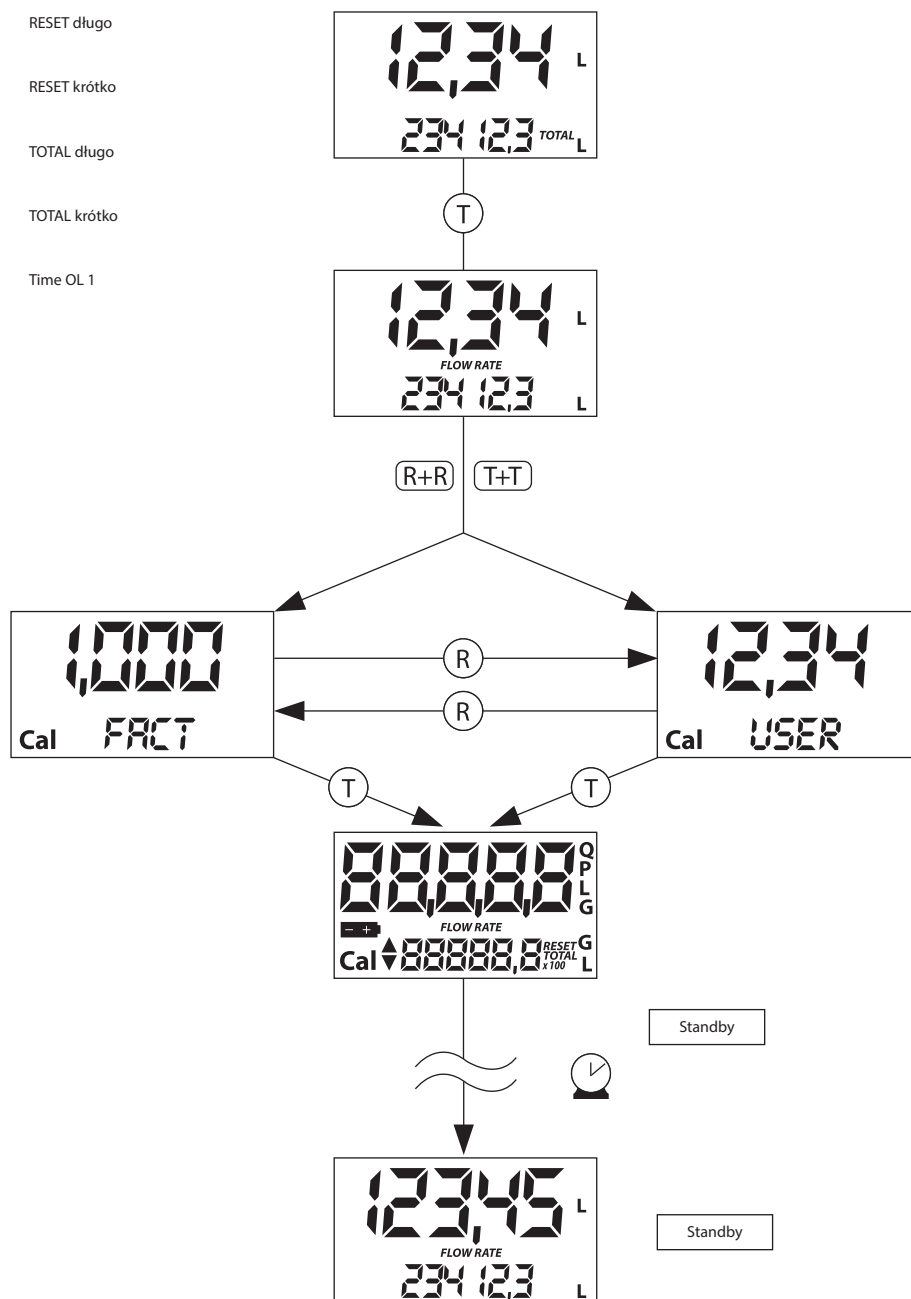 RESET długo
RESET krótko
TOTAL długo
TOTAL krótko
Time OL 1
12,34 L
234 12,3 TOTAL L
T
12,34 L
FLOW RATE
234 12,3 L
R+R T+T
1,000
Cal FACT
R
R
12,34
Cal USER
T
T
88,8,8,8 Q P L G
- +
FLOW RATE
Cal 88888,8 RESET TOTAL x 100 G L
Standby
123,45 L
FLOW RATE
234 12,3 L
Standby